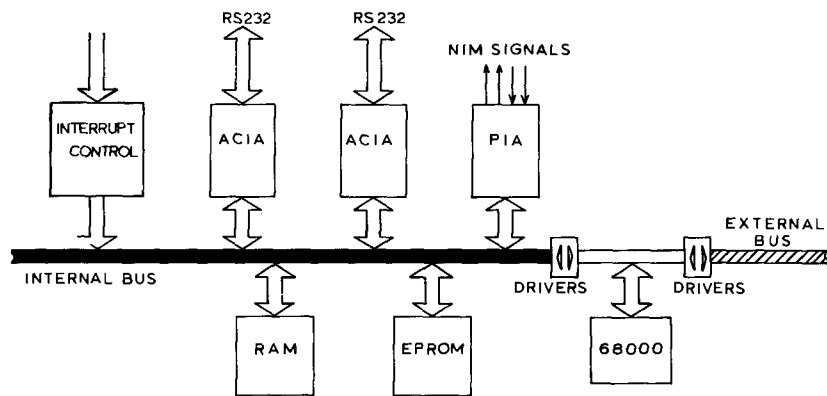 RS232
RS232
NIM SIGNALS
INTERRUPT
CONTROL
ACIA
ACIA
PIA
EXTERNAL
BUS
INTERNAL BUS
DRIVERS
DRIVERS
RAM
EPROM
68000